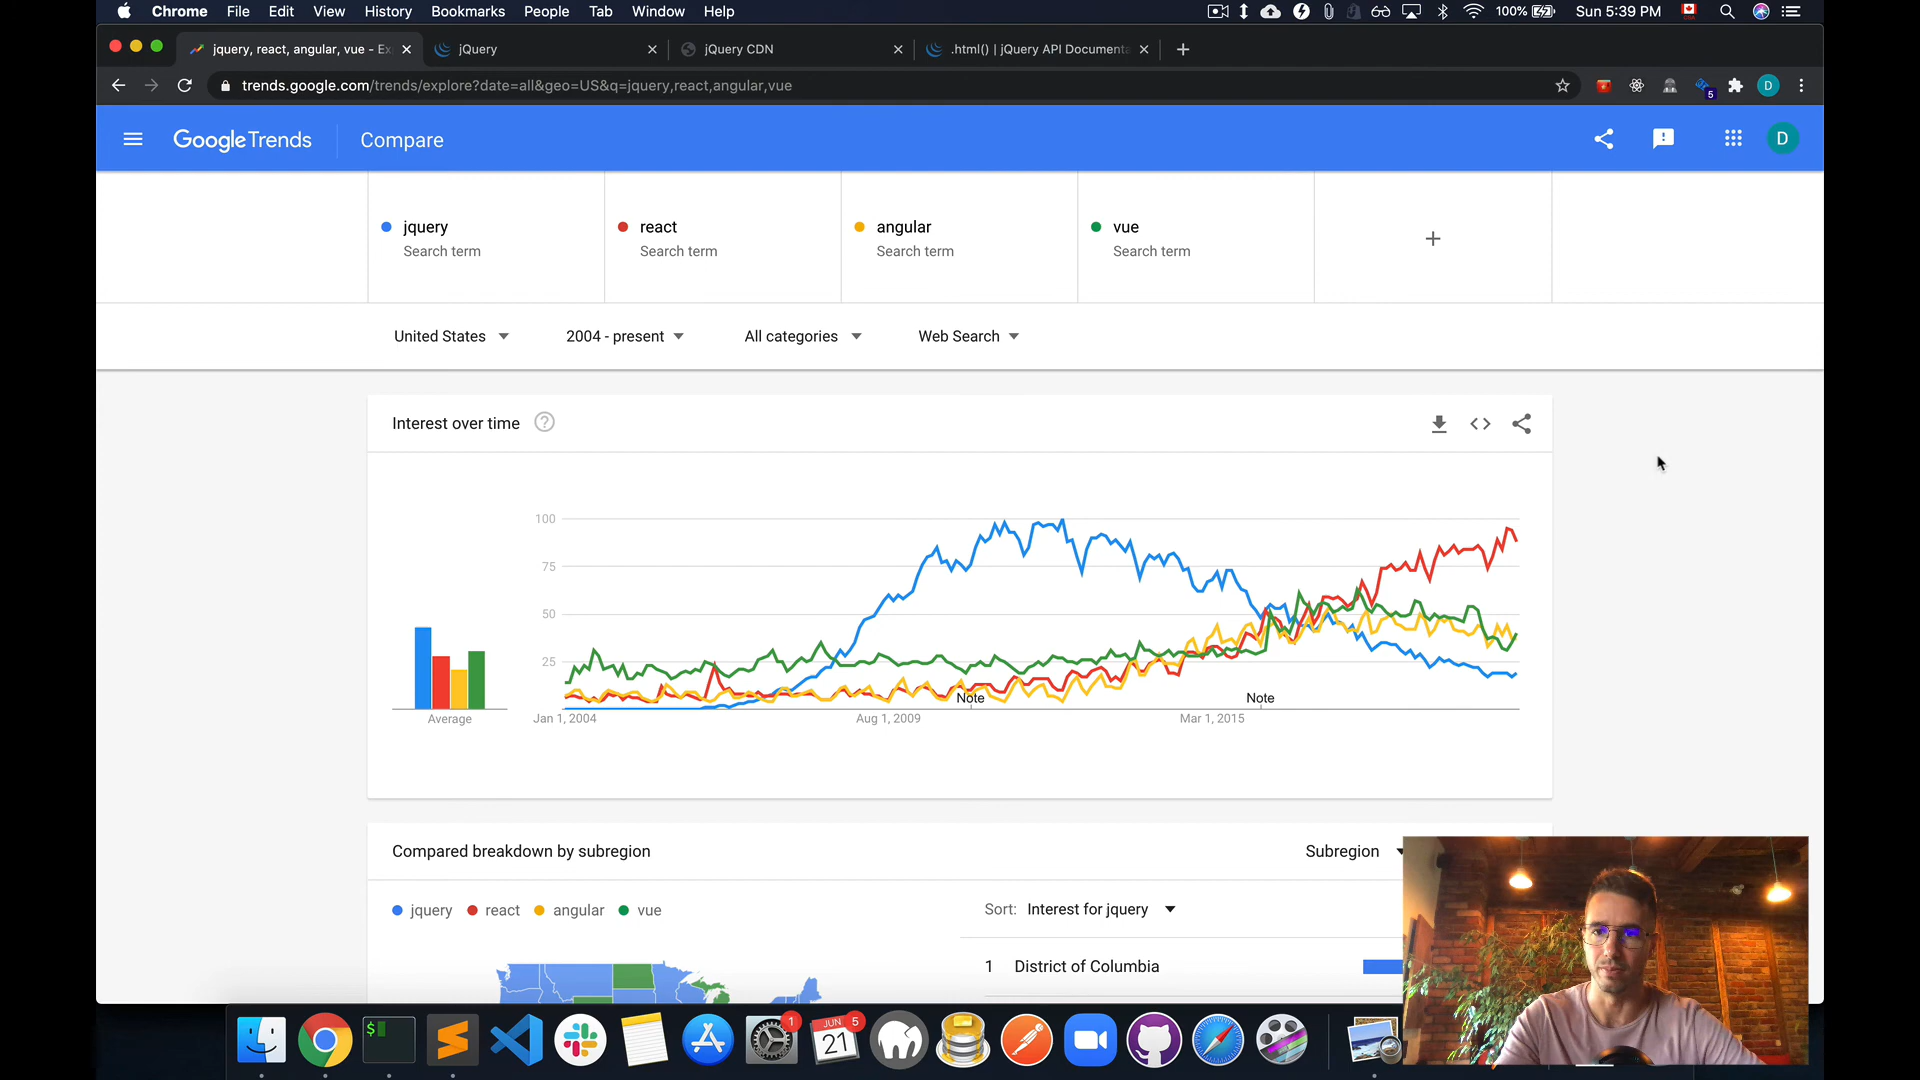 Chrome File Edit View History Bookmarks People Tab Window Help
100% Sun 5:39 PM
jquery, react, angular, vue - Ex
jQuery
jQuery CDN
.html() | jQuery API Documenta
trends.google.com/trends/explore?date=all&geo=US&q=jquery,react,angular,vue
5
D
Google Trends
Compare
D
jquery
react
angular
vue
Search term
Search term
Search term
Search term
United States
2004 - present
All categories
Web Search
Interest over time
100
75
50
25
Note
Note
Average
Jan 1, 2004
Aug 1, 2009
Mar 1, 2015
Compared breakdown by subregion
Subregion
jquery react angular vue
Sort: Interest for jquery
1 District of Columbia
1
JUN
21
5
$